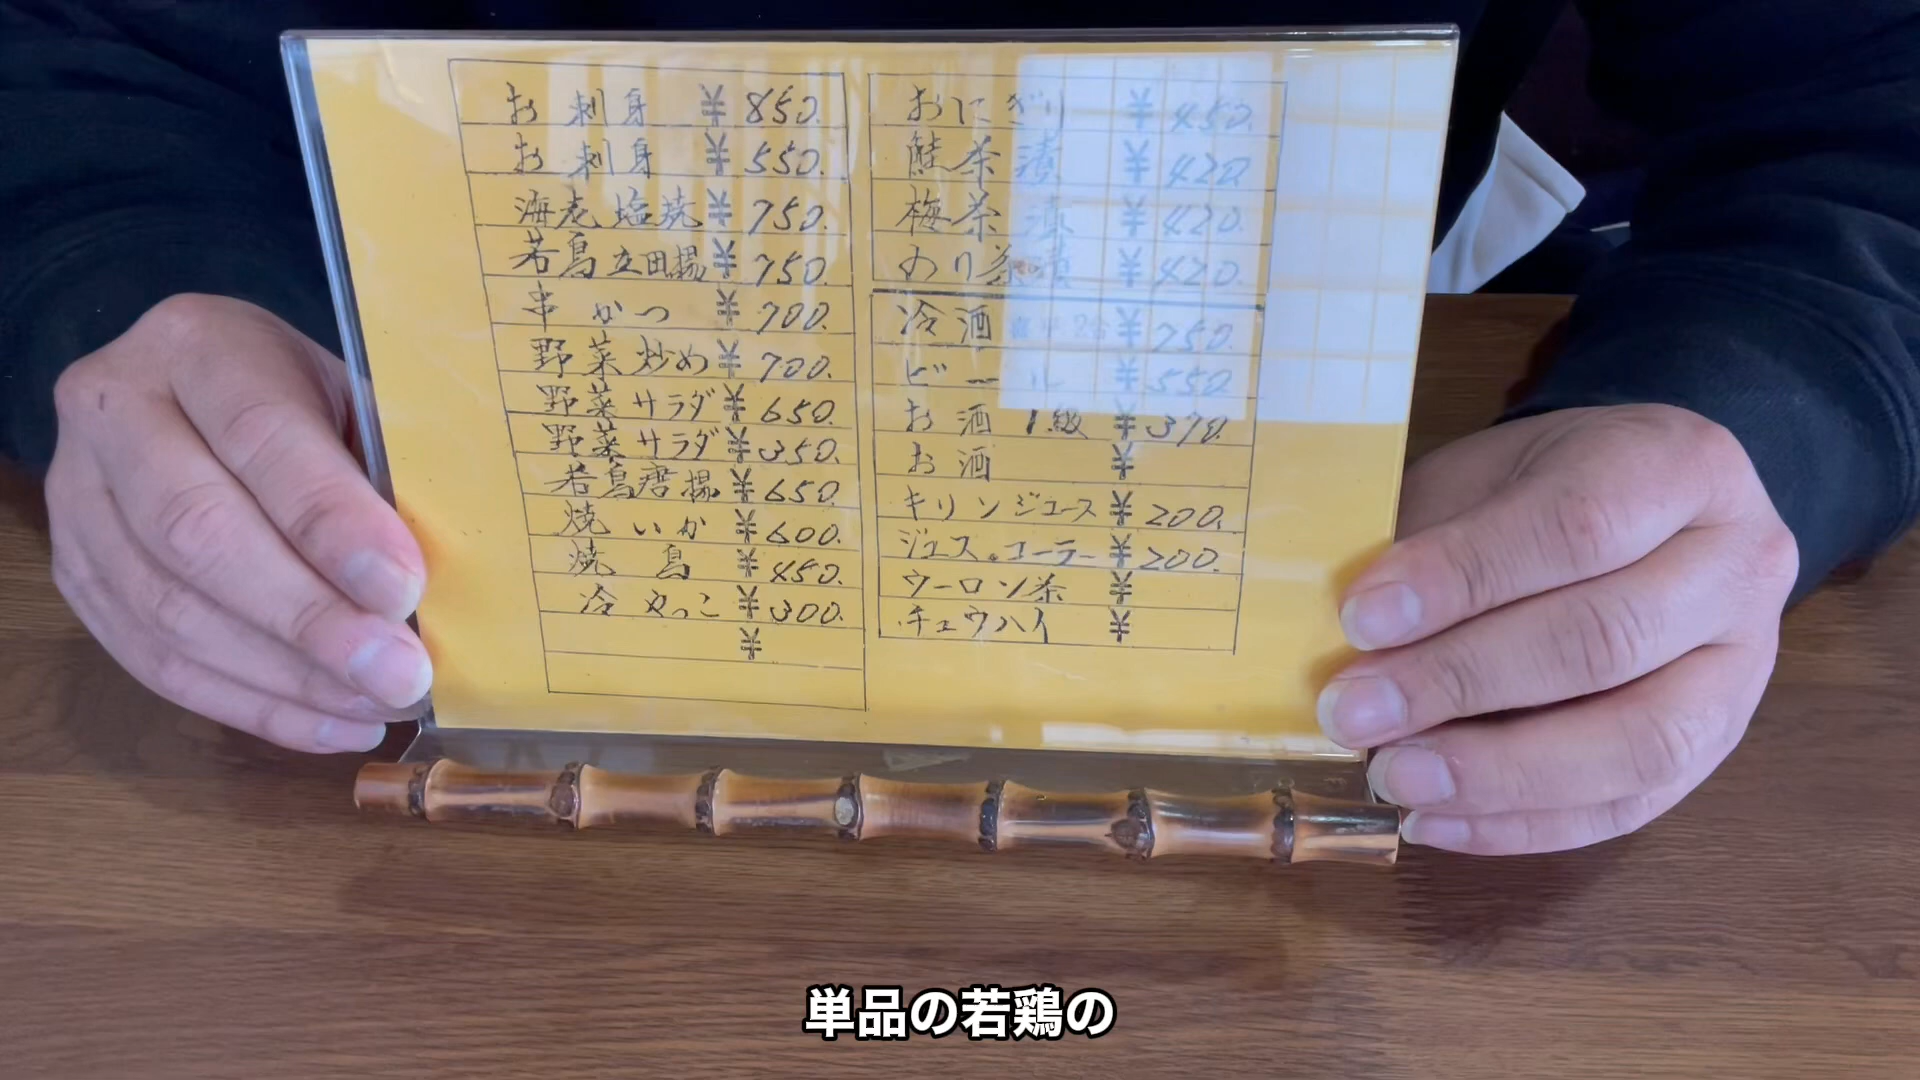 お刺身 ¥850.
お刺身 ¥550.
海老塩焼 ¥750.
若鳥立田揚 ¥750.
串かつ ¥700.
野菜炒め ¥700.
野菜サラダ ¥650.
野菜サラダ ¥350.
若鳥唐揚 ¥650.
焼いか ¥600.
焼鳥 ¥450.
冷やっこ ¥300.
¥
おにぎり ¥450.
鮭茶漬 ¥420.
梅茶漬 ¥420.
のり茶漬 ¥420.
冷酒 ¥750.
ビール ¥550.
お酒1級 ¥370.
お酒 ¥
キリンジュース ¥200.
ジュース.コーラー ¥200.
ウーロン茶 ¥
チュウハイ ¥
単品の若鶏の